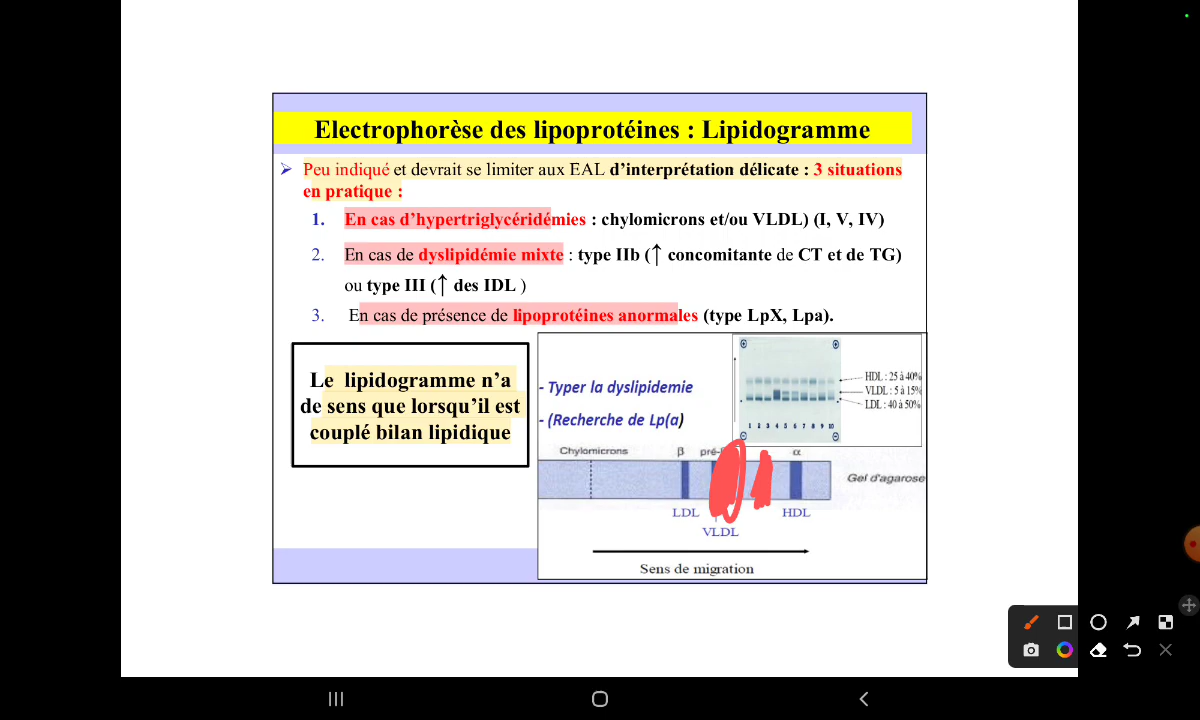 Electrophorèse des lipoprotéines : Lipidogramme
Peu indiqué et devrait se limiter aux EAL d'interprétation délicate : 3 situations
en pratique :
1. En cas d'hypertriglycéridémies : chylomicrons et/ou VLDL) (I, V, IV)
2. En cas de dyslipidémie mixte : type IIb (↑ concomitante de CT et de TG)
ou type III (↑ des IDL )
3. En cas de présence de lipoprotéines anormales (type LpX, Lpa).
Le lipidogramme n'a
de sens que lorsqu'il est
couplé bilan lipidique
- Typer la dyslipidemie
- (Recherche de Lp(a)
HDL : 25 à 40%
VLDL : 5 à 15%
LDL : 40 à 50%
1 2 3 4 5 6 7 8 9 10
Chylomicrons β pré- α
Gel d'agarose
LDL HDL
VLDL
Sens de migration